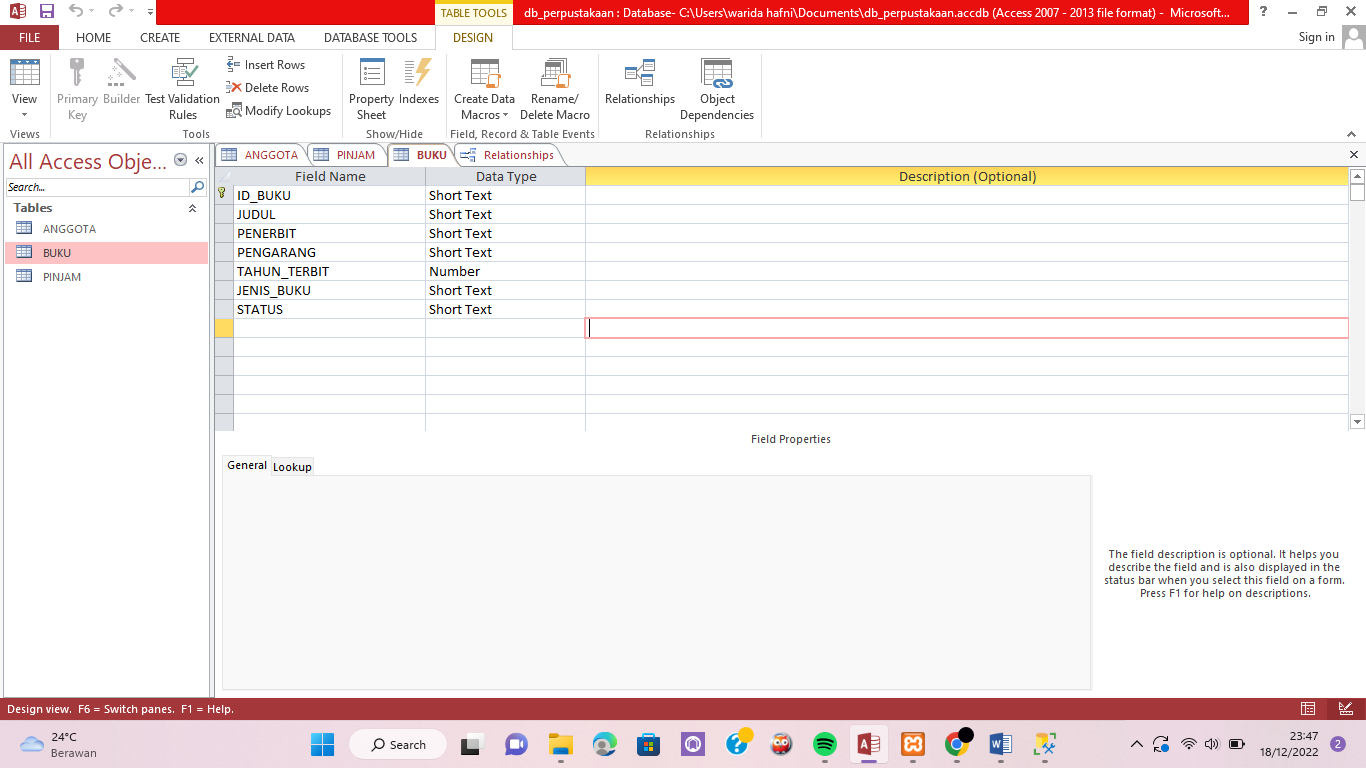 TABLE TOOLS
db_perpustakaan : Database- C:\Users\warida hafni\Documents\db_perpustakaan.accdb (Access 2007 - 2013 file format) - Microsoft...
FILE HOME CREATE EXTERNAL DATA DATABASE TOOLS DESIGN
Sign in
View
Primary Key
Builder
Test Validation Rules
Insert Rows
Delete Rows
Modify Lookups
Property Sheet
Indexes
Create Data Macros
Rename/ Delete Macro
Relationships
Object Dependencies
Views
Tools
Show/Hide
Field, Record & Table Events
Relationships
All Access Obje...
Search...
Tables
ANGGOTA
BUKU
PINJAM
ANGGOTA PINJAM BUKU Relationships
Field Name Data Type Description (Optional)
ID_BUKU Short Text
JUDUL Short Text
PENERBIT Short Text
PENGARANG Short Text
TAHUN_TERBIT Number
JENIS_BUKU Short Text
STATUS Short Text
Field Properties
General Lookup
The field description is optional. It helps you
describe the field and is also displayed in the
status bar when you select this field on a form.
Press F1 for help on descriptions.
Design view. F6 = Switch panes. F1 = Help.
24°C
Berawan
Search
23:47
18/12/2022
2